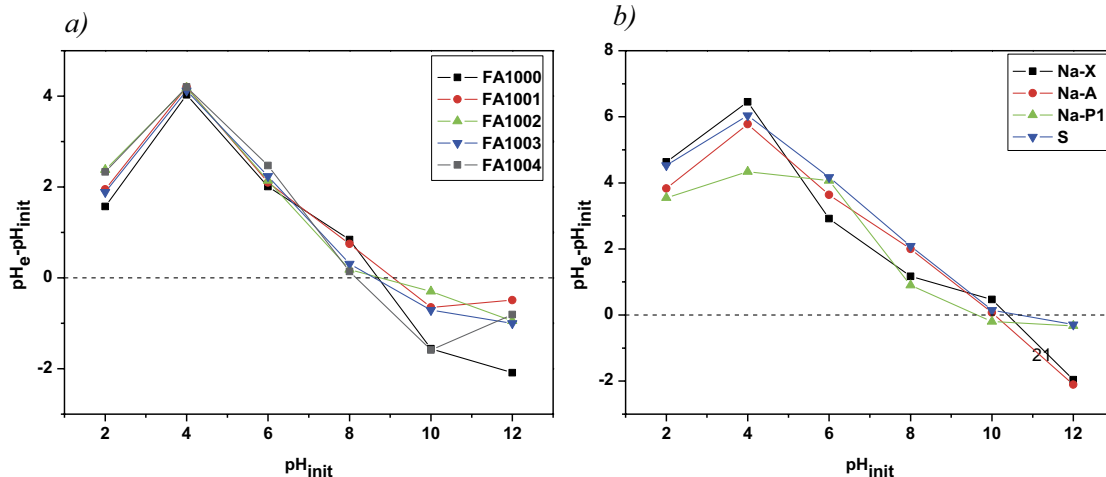 a)
FA1000
FA1001
FA1002
FA1003
FA1004
4
2
0
-2
pHe-pHinit
2 4 6 8 10 12
pHinit
b)
Na-X
Na-A
Na-P1
S
8
6
4
2
0
-2
pHe-pHinit
21
2 4 6 8 10 12
pHinit